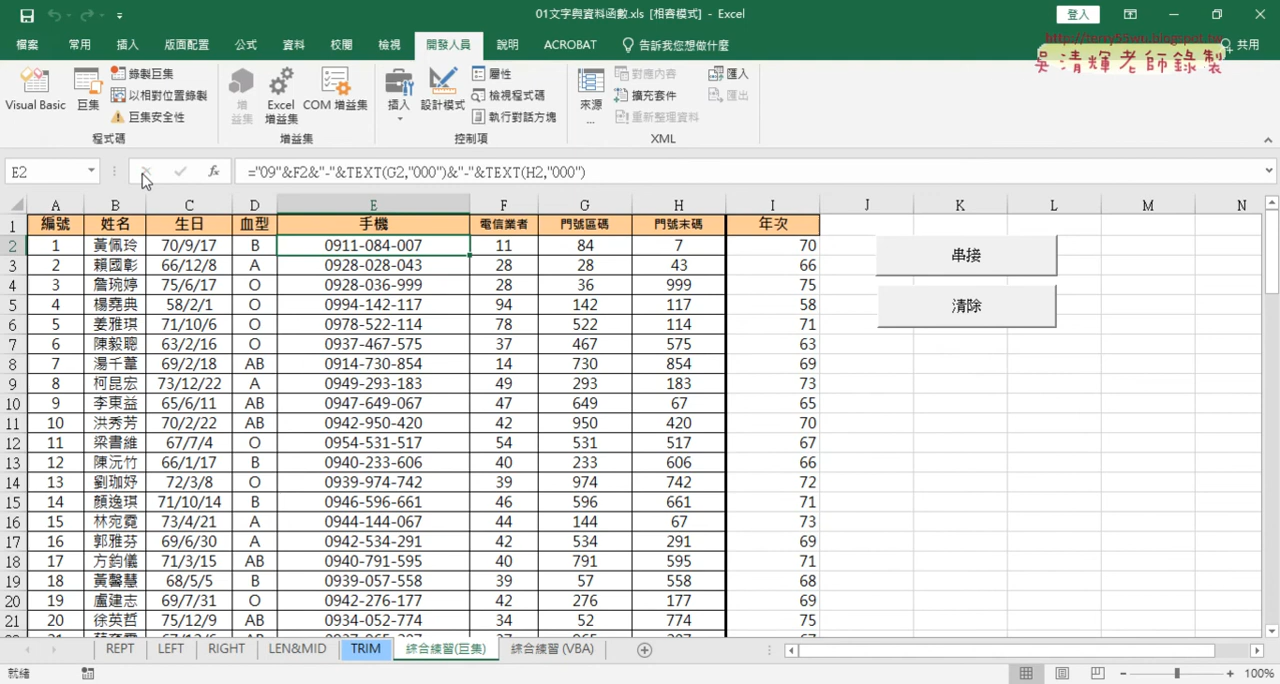 01文字與資料函數.xls [相容模式] - Excel
登入
http://terry55wu.blogspot.tw
吳清輝老師錄製
檔案 常用 插入 版面配置 公式 資料 校閱 檢視 開發人員 說明 ACROBAT 告訴我您想做什麼 共用
Visual Basic 巨集 錄製巨集 以相對位置錄製 巨集安全性 程式碼
增益集 Excel 增益集 COM 增益集 增益集
插入 設計模式 屬性 檢視程式碼 執行對話方塊 控制項
來源... 對應內容 擴充套件 重新整理資料 匯入 匯出 XML
E2 fx ="09"&F2&"-"&TEXT(G2,"000")&"-"&TEXT(H2,"000")
A B C D E F G H I J K L M N
1 編號 姓名 生日 血型 手機 電信業者 門號區碼 門號末碼 年次
2 1 黃佩玲 70/9/17 B 0911-084-007 11 84 7 70
3 2 賴國彰 66/12/8 A 0928-028-043 28 28 43 66
4 3 詹琬婷 75/6/17 O 0928-036-999 28 36 999 75
5 4 楊堯典 58/2/1 O 0994-142-117 94 142 117 58
6 5 姜雅琪 71/10/6 O 0978-522-114 78 522 114 71
7 6 陳毅聰 63/2/16 O 0937-467-575 37 467 575 63
8 7 湯千葦 69/2/18 AB 0914-730-854 14 730 854 69
9 8 柯昆宏 73/12/22 A 0949-293-183 49 293 183 73
10 9 李東益 65/6/11 AB 0947-649-067 47 649 67 65
11 10 洪秀芳 70/2/22 AB 0942-950-420 42 950 420 70
12 11 梁書維 67/7/4 O 0954-531-517 54 531 517 67
13 12 陳沅竹 66/1/17 B 0940-233-606 40 233 606 66
14 13 劉珈妤 72/3/8 O 0939-974-742 39 974 742 72
15 14 顏逸琪 71/10/14 B 0946-596-661 46 596 661 71
16 15 林宛霓 73/4/21 A 0944-144-067 44 144 67 73
17 16 郭雅芬 69/6/30 A 0942-534-291 42 534 291 69
18 17 方鈞儀 71/3/15 AB 0940-791-595 40 791 595 71
19 18 黃馨慧 68/5/5 B 0939-057-558 39 57 558 68
20 19 盧建志 69/7/31 O 0942-276-177 42 276 177 69
21 20 徐英哲 75/12/9 AB 0934-052-774 34 52 774 75
串接
清除
REPT LEFT RIGHT LEN&MID TRIM 綜合練習(巨集) 綜合練習 (VBA)
就緒 100%